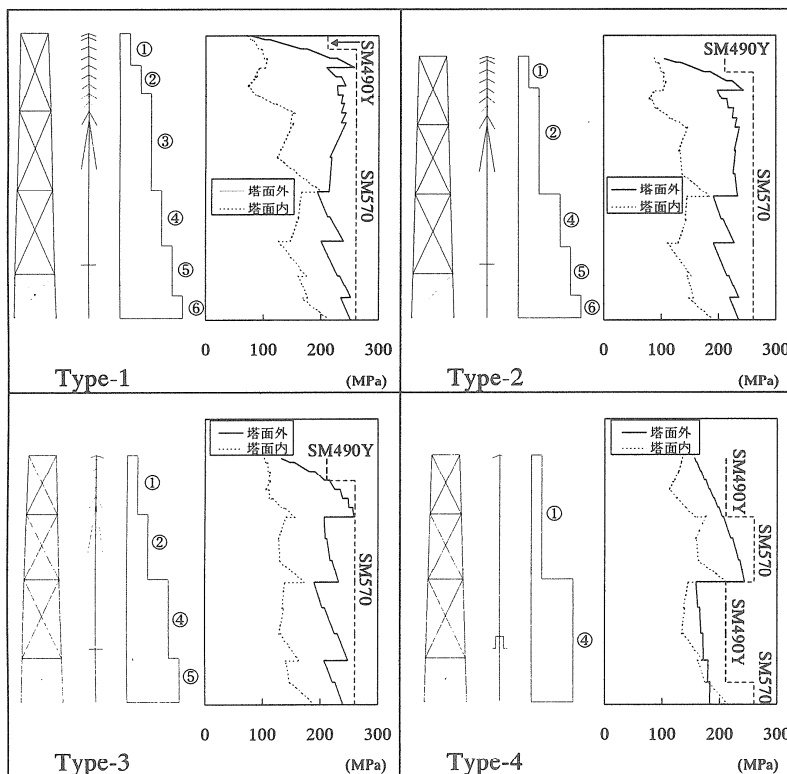 ①
②
③
④
⑤
⑥
SM490Y
SM570
塔面外
塔面内
0 100 200 300
Type-1
(MPa)
①
②
④
⑤
⑥
SM490Y
SM570
塔面外
塔面内
0 100 200 300
Type-2
(MPa)
①
②
④
⑤
塔面外
塔面内
SM490Y
SM570
0 100 200 300
Type-3
(MPa)
①
④
塔面外
塔面内
SM490Y
SM570
SM490Y
SM570
0 100 200 300
Type-4
(MPa)